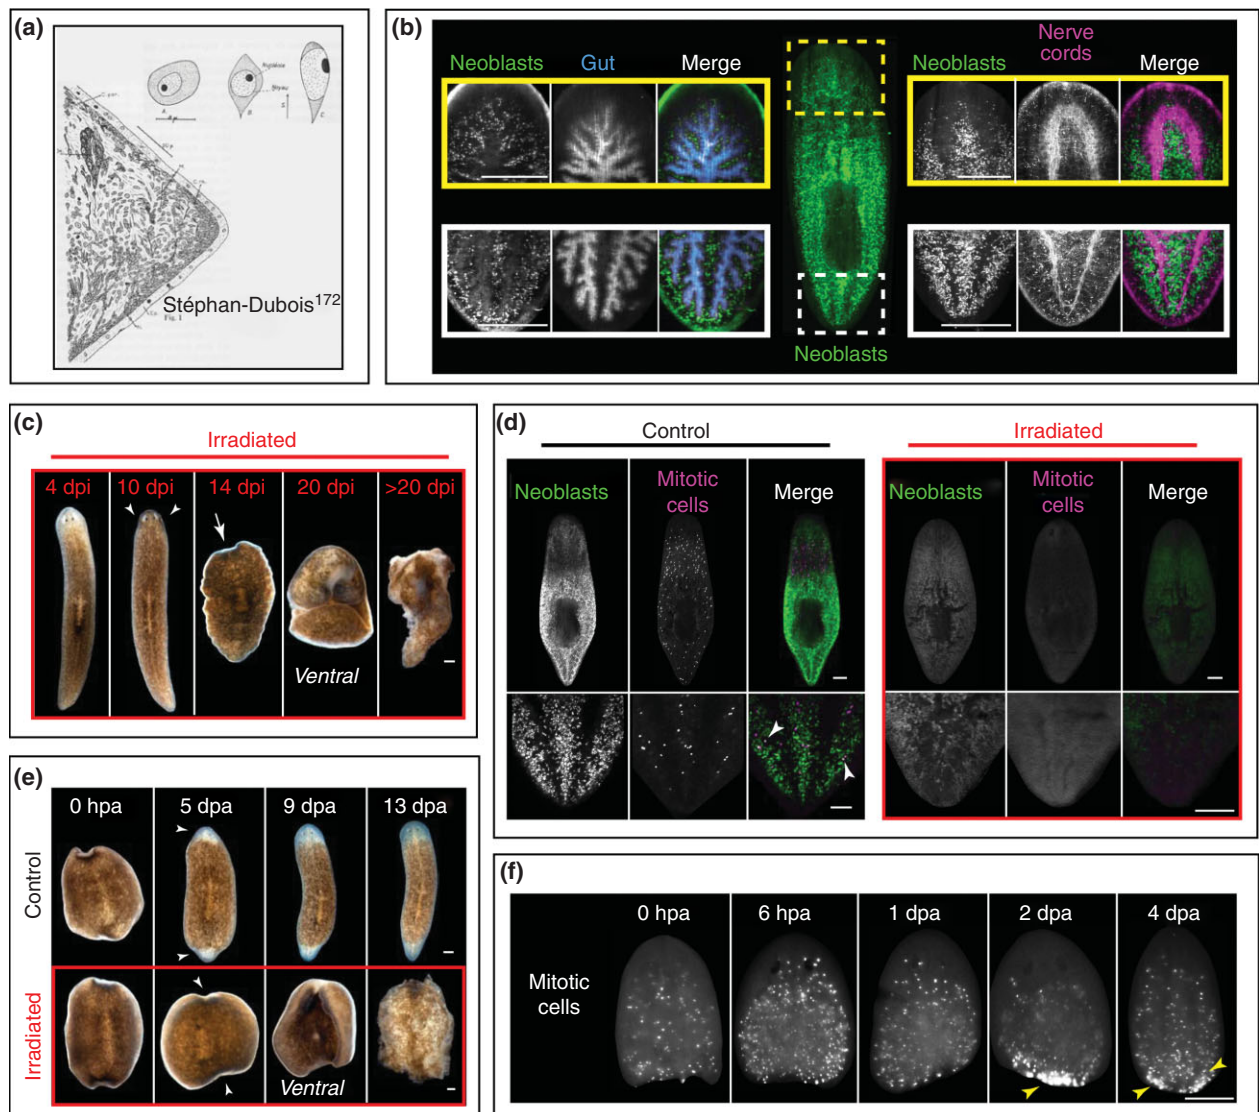 (a)
Stéphan-Dubois172
Fig. 1
(b)
Neoblasts Gut Merge
Nerve
cords
Neoblasts Merge
Neoblasts
(c)
Irradiated
4 dpi 10 dpi 14 dpi 20 dpi >20 dpi
Ventral
(d)
Control
Neoblasts Mitotic
cells Merge
Irradiated
Neoblasts Mitotic
cells Merge
(e)
0 hpa 5 dpa 9 dpa 13 dpa
Control
Irradiated
Ventral
(f)
0 hpa 6 hpa 1 dpa 2 dpa 4 dpa
Mitotic
cells